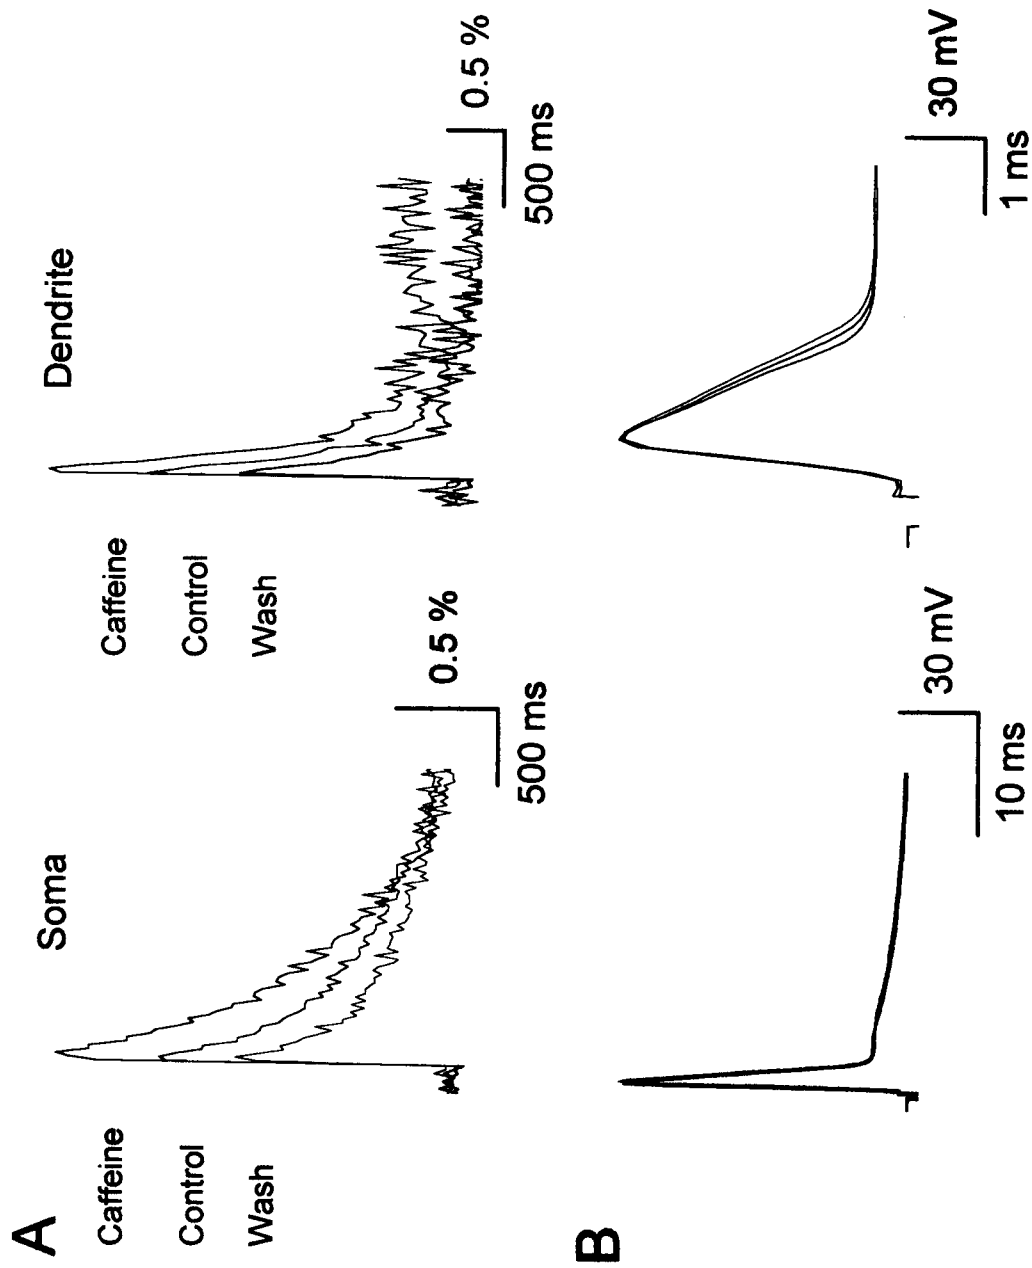 A
Soma
Dendrite
Caffeine
Control
Wash
0.5 %
500 ms
Caffeine
Control
Wash
0.5 %
500 ms
B
30 mV
10 ms
30 mV
1 ms